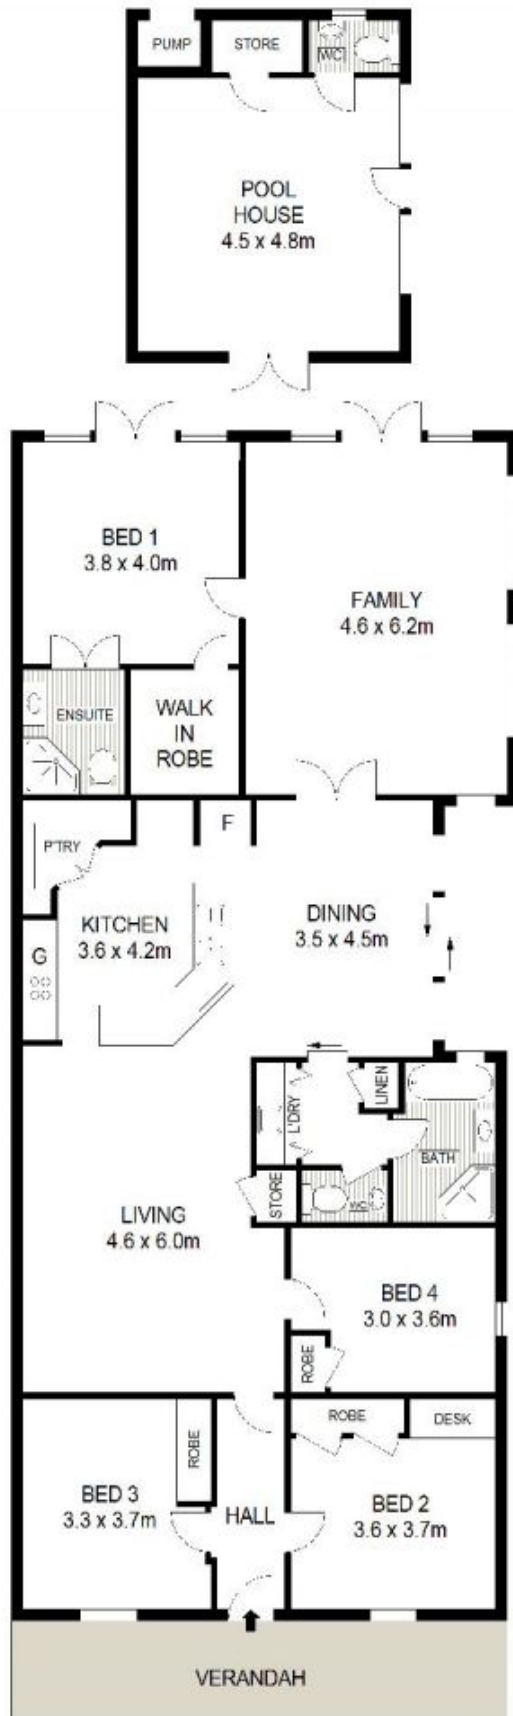 PUMP
STORE
WC
POOL
HOUSE
4.5 x 4.8m
BED 1
3.8 x 4.0m
FAMILY
4.6 x 6.2m
ENSUITE
WALK
IN
ROBE
P'TRY
F
KITCHEN
3.6 x 4.2m
DINING
3.5 x 4.5m
G
L'DRY
LINEN
BATH
STORE
WC
LIVING
4.6 x 6.0m
BED 4
3.0 x 3.6m
ROBE
ROBE
DESK
ROBE
BED 3
3.3 x 3.7m
HALL
BED 2
3.6 x 3.7m
VERANDAH